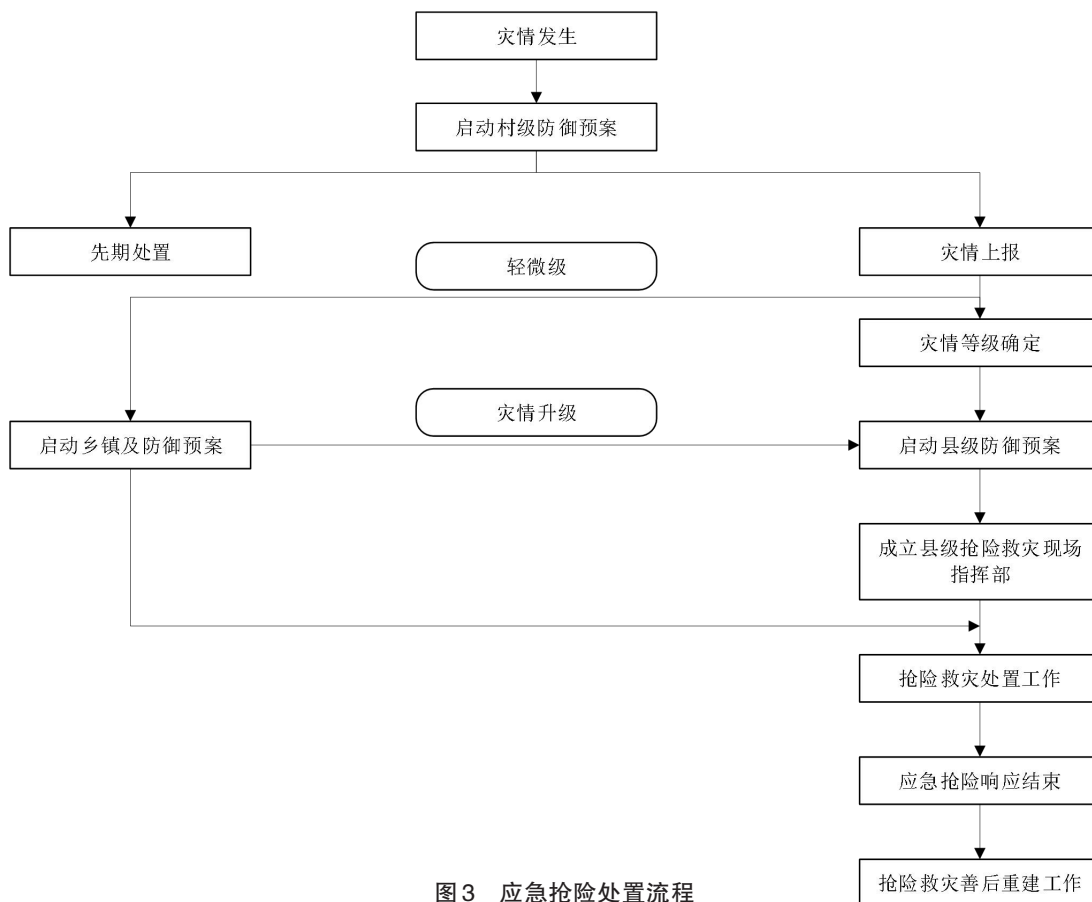 灾情发生
启动村级防御预案
先期处置
轻微级
灾情上报
灾情等级确定
灾情升级
启动乡镇及防御预案
启动县级防御预案
成立县级抢险救灾现场
指挥部
抢险救灾处置工作
应急抢险响应结束
抢险救灾善后重建工作
图3 应急抢险处置流程